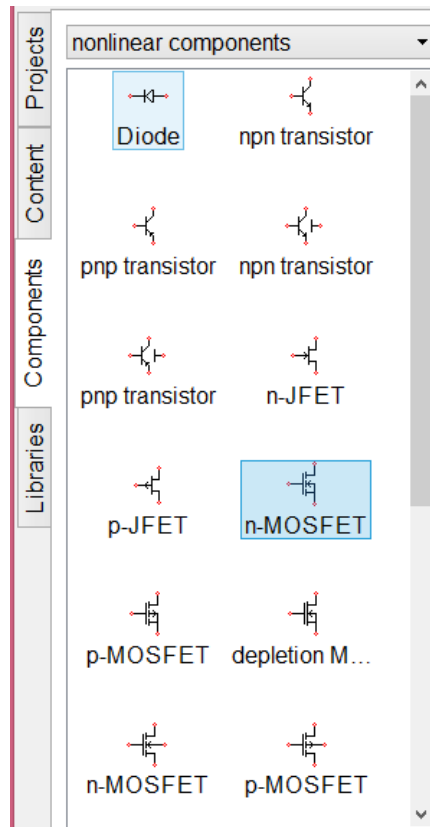 Projects
Content
Components
Libraries
nonlinear components
Diode
npn transistor
pnp transistor
npn transistor
pnp transistor
n-JFET
p-JFET
n-MOSFET
p-MOSFET
depletion M...
n-MOSFET
p-MOSFET